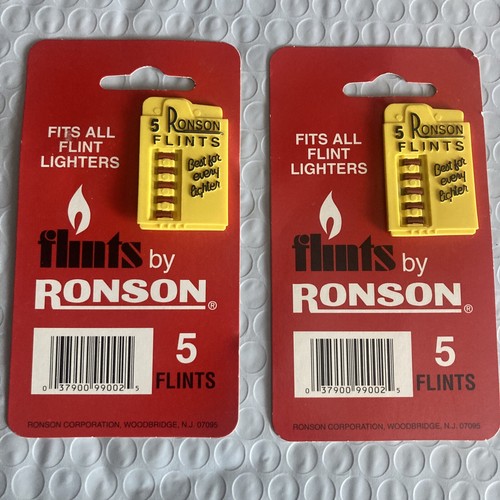 FITS ALL
FLINT
LIGHTERS
5 RONSON
FLINTS
Best for
every
lighter
flints by
RONSON®
5
FLINTS
0 37900 99002 5
RONSON CORPORATION, WOODBRIDGE, N.J. 07095
FITS ALL
FLINT
LIGHTERS
5 RONSON
FLINTS
Best for
every
lighter
flints by
RONSON®
5
FLINTS
0 37900 99002 5
RONSON CORPORATION, WOODBRIDGE, N.J. 07095